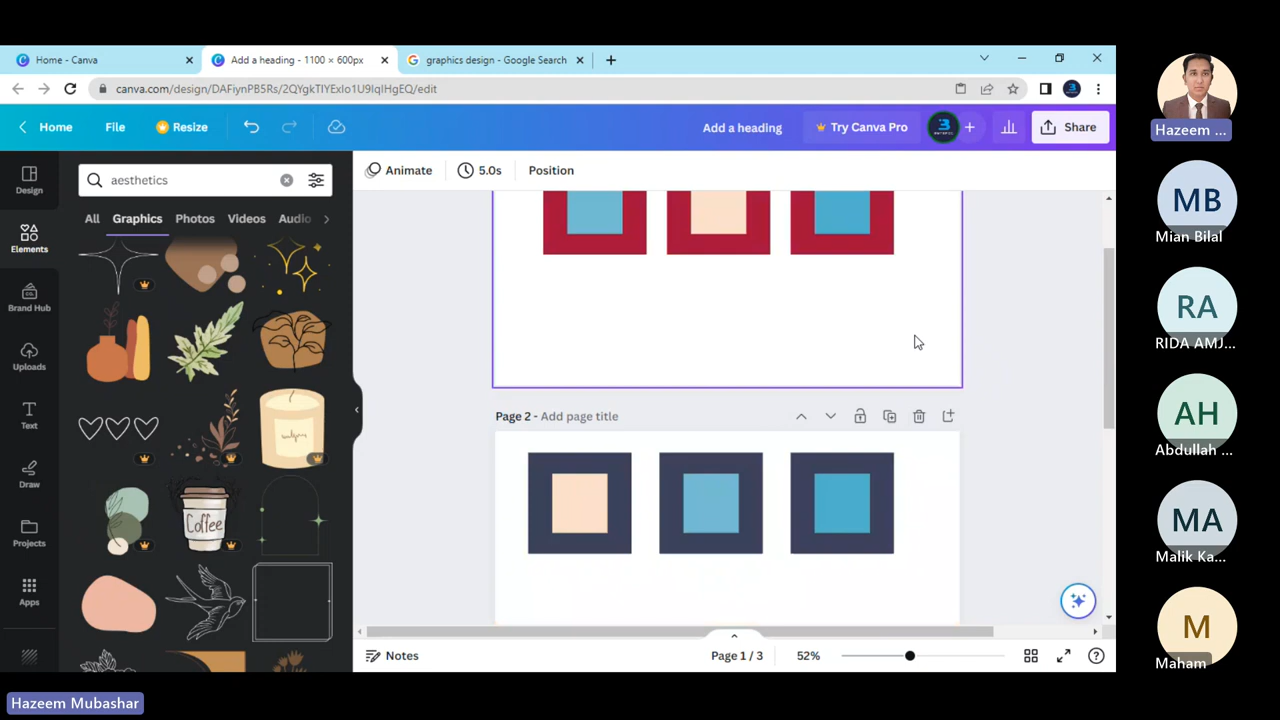 Home - Canva
Add a heading - 1100 × 600px
graphics design - Google Search
canva.com/design/DAFiynPB5Rs/2QYgkTIYExIo1U9IqIHgEQ/edit
Home
File
Resize
Add a heading
Try Canva Pro
Share
Design
Elements
Brand Hub
Uploads
Text
Draw
Projects
Apps
aesthetics
All
Graphics
Photos
Videos
Audio
Coffee
Animate
5.0s
Position
Page 2 - Add page title
Notes
Page 1 / 3
52%
Hazeem ...
MB
Mian Bilal
RA
RIDA AMJ...
AH
Abdullah ...
MA
Malik Ka...
M
Maham
Hazeem Mubashar